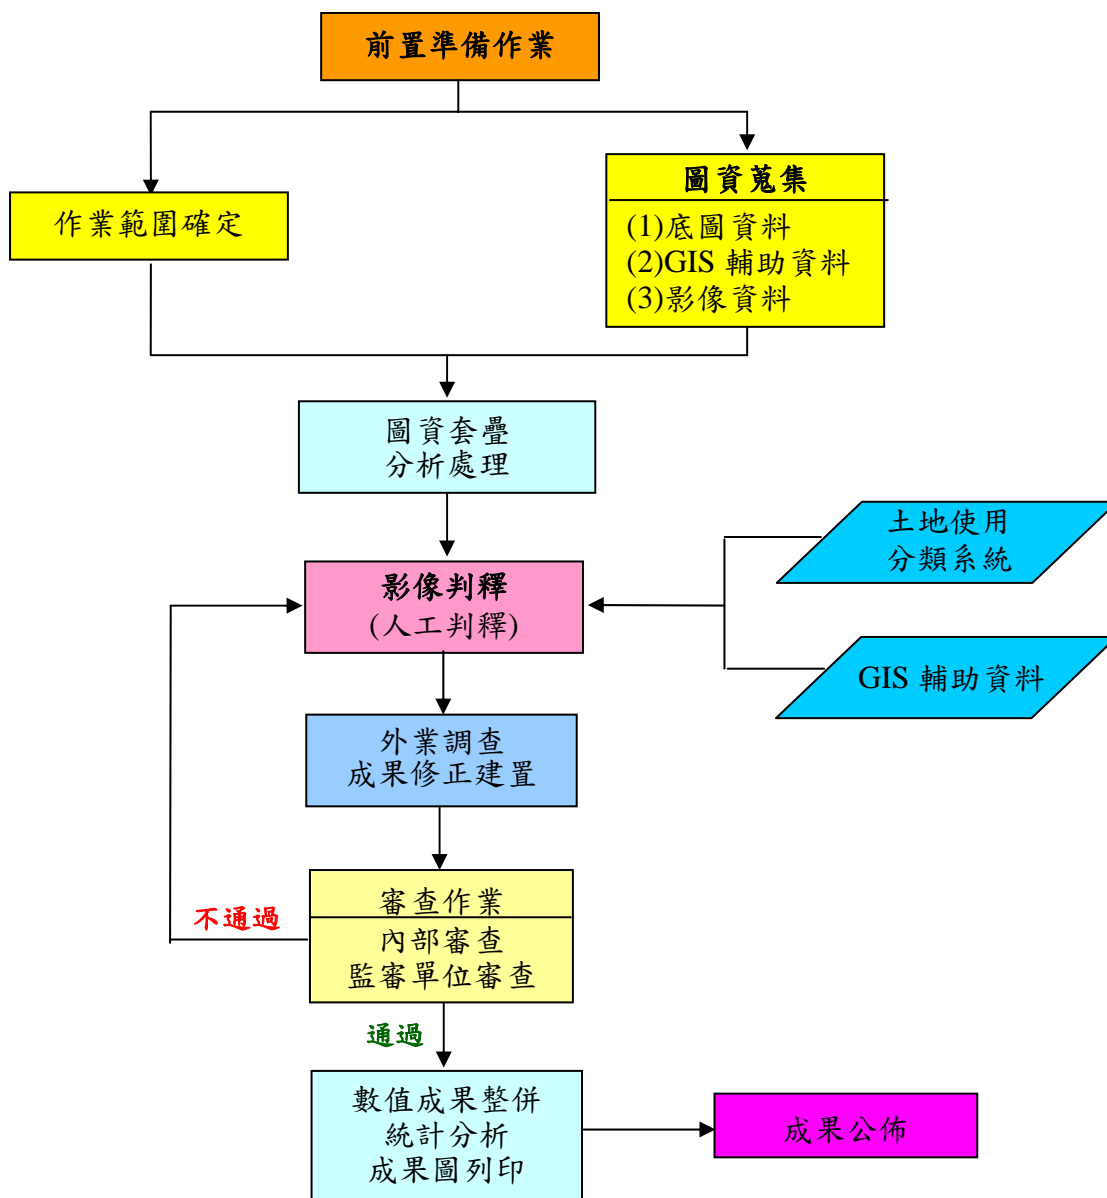 前置準備作業
作業範圍確定
圖資蒐集
(1)底圖資料
(2)GIS 輔助資料
(3)影像資料
圖資套疊
分析處理
土地使用
分類系統
影像判釋
(人工判釋)
GIS 輔助資料
外業調查
成果修正建置
審查作業
不通過
內部審查
監審單位審查
通過
數值成果整併
統計分析
成果圖列印
成果公佈